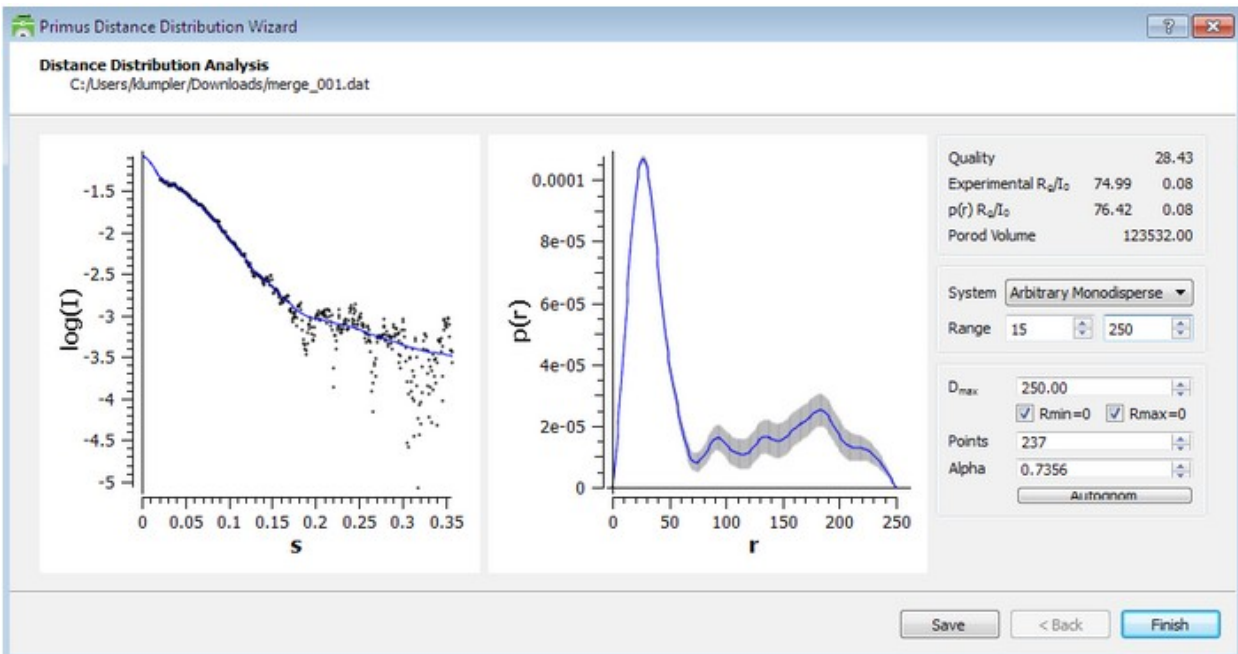 Primus Distance Distribution Wizard
Distance Distribution Analysis
C:/Users/klumpler/Downloads/merge_001.dat
log(I)
-1.5
-2
-2.5
-3
-3.5
-4
-4.5
-5
0 0.05 0.1 0.15 0.2 0.25 0.3 0.35
s
p(r)
0.0001
8e-05
6e-05
4e-05
2e-05
0
0 50 100 150 200 250
r
Quality 28.43
Experimental Rg/I₀ 74.99 0.08
p(r) Rg/I₀ 76.42 0.08
Porod Volume 123532.00
System Arbitrary Monodisperse
Range 15 250
Dmax 250.00
Rmin=0 Rmax=0
Points 237
Alpha 0.7356
Autognom
Save < Back Finish